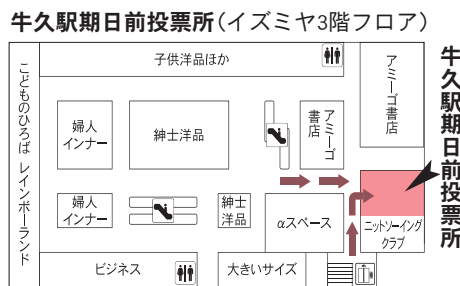 牛久駅期日前投票所（イズミヤ3階フロア）
子供洋品ほか
こどものひろば レインボーランド
婦人
インナー
紳士洋品
アミーゴ
書店
アミーゴ書店
牛久駅期日前投票所
婦人
インナー
紳士
洋品
αスペース
ニットソーイング
クラブ
ビジネス
大きいサイズ